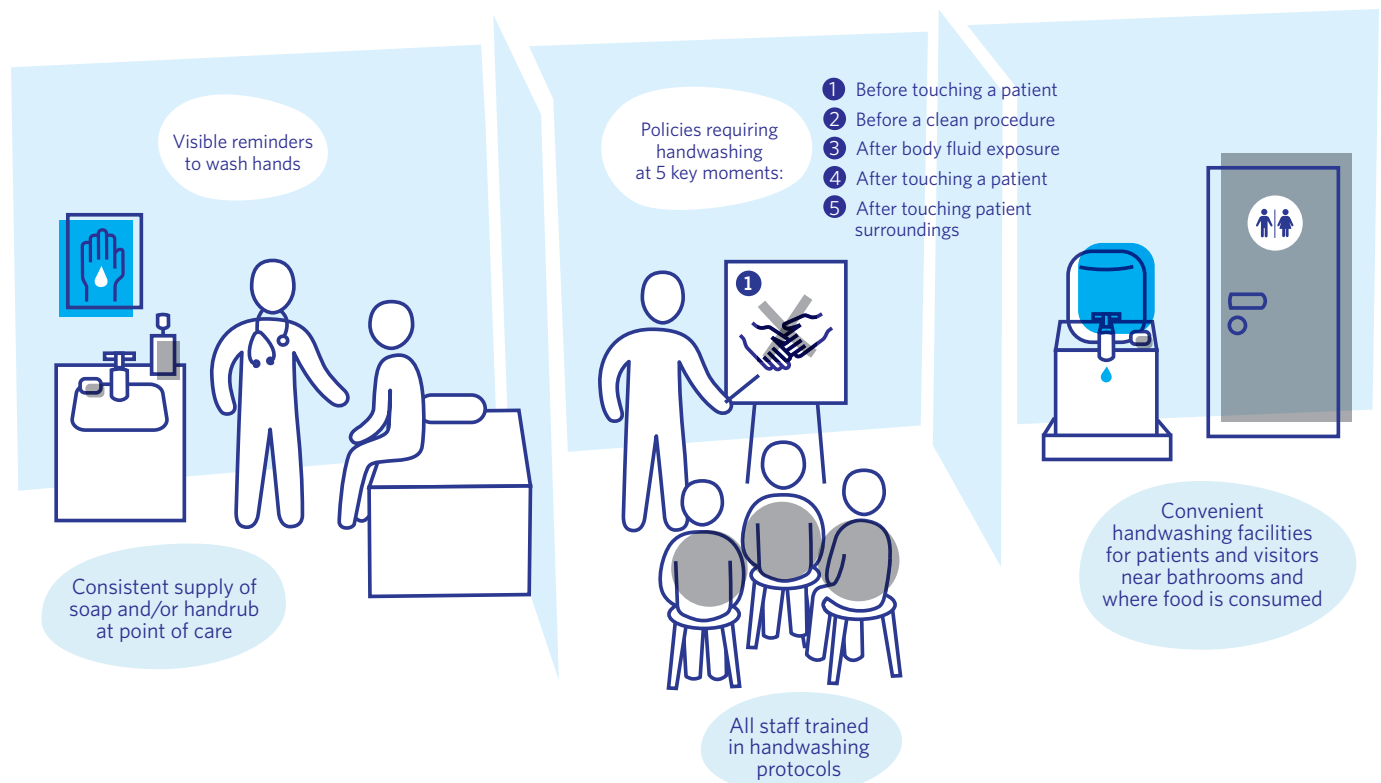 Visible reminders
to wash hands
Consistent supply of
soap and/or handrub
at point of care
Policies requiring
handwashing
at 5 key moments:
1 Before touching a patient
2 Before a clean procedure
3 After body fluid exposure
4 After touching a patient
5 After touching patient
surroundings
1
All staff trained
in handwashing
protocols
Convenient
handwashing facilities
for patients and visitors
near bathrooms and
where food is consumed